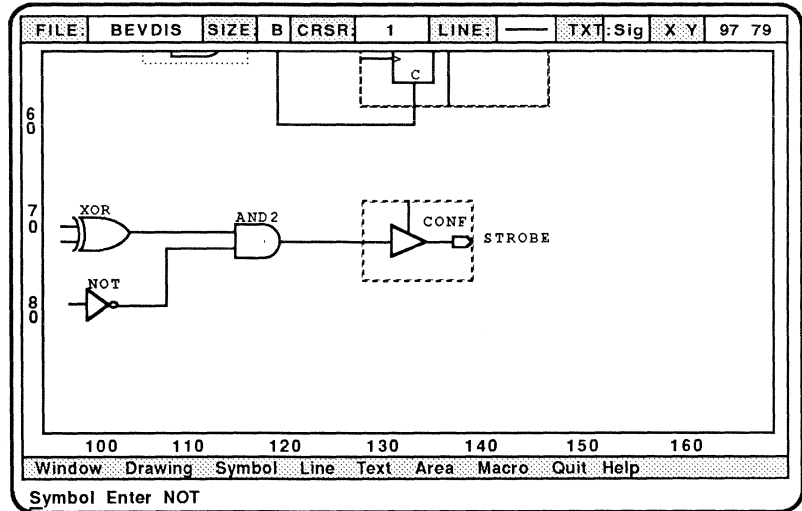 FILE: BEVDIS SIZE: B CRSR: 1 LINE: TXT:Sig X Y 97 79
C
60
70
XOR
AND2
CONF
STROBE
NOT
80
100 110 120 130 140 150 160
Window Drawing Symbol Line Text Area Macro Quit Help
Symbol Enter NOT